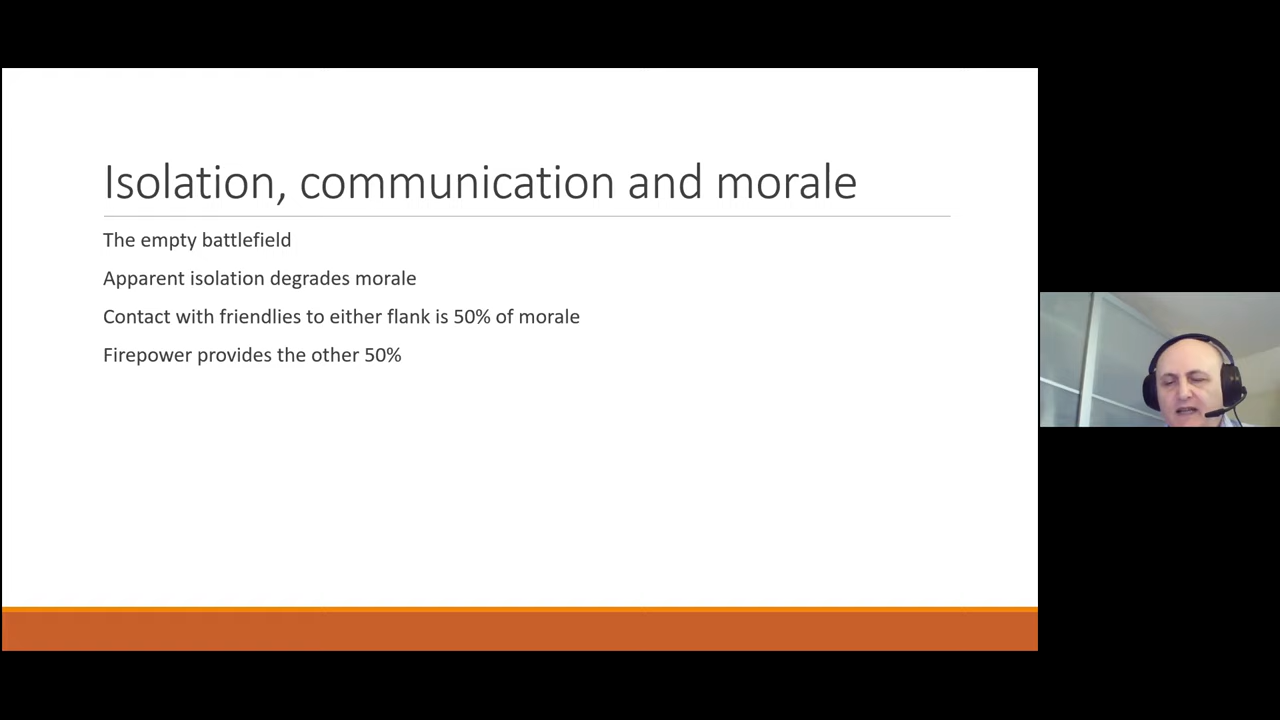 Isolation, communication and morale
The empty battlefield
Apparent isolation degrades morale
Contact with friendlies to either flank is 50% of morale
Firepower provides the other 50%